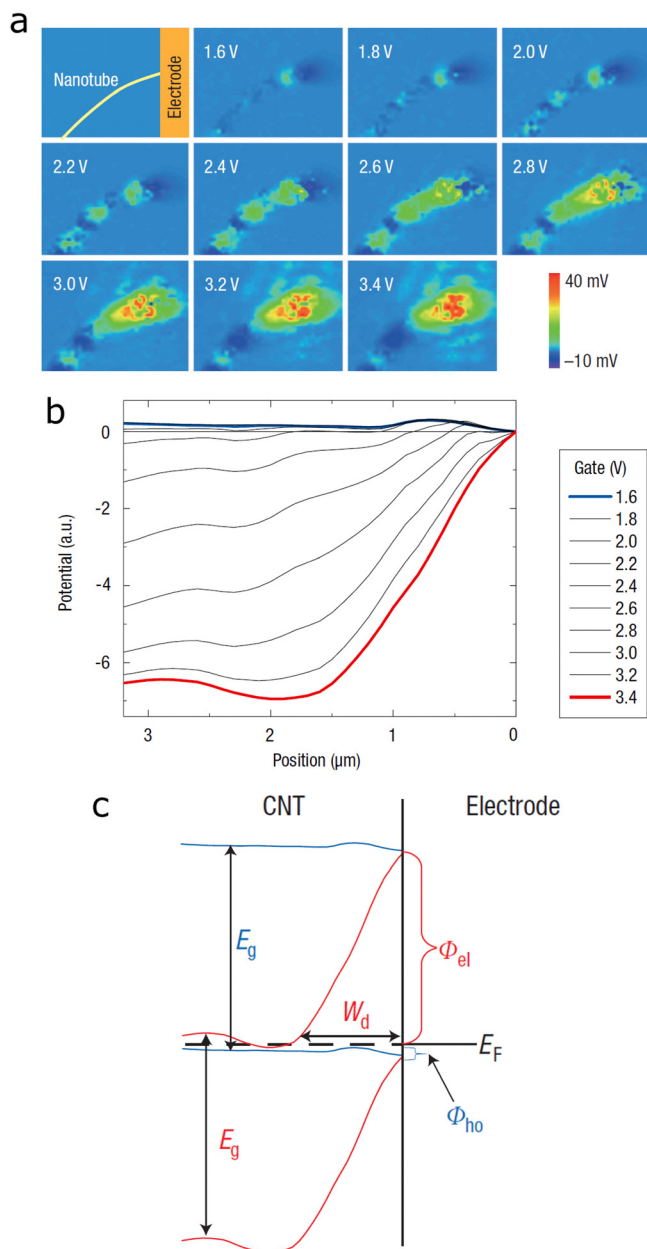 a
Nanotube
Electrode
1.6 V
1.8 V
2.0 V
2.2 V
2.4 V
2.6 V
2.8 V
3.0 V
3.2 V
3.4 V
40 mV
–10 mV
b
0
-2
-4
-6
Potential (a.u.)
3
2
1
0
Position (µm)
Gate (V)
1.6
1.8
2.0
2.2
2.4
2.6
2.8
3.0
3.2
3.4
c
CNT
Electrode
E_g
Φ_el
W_d
E_F
E_g
Φ_ho